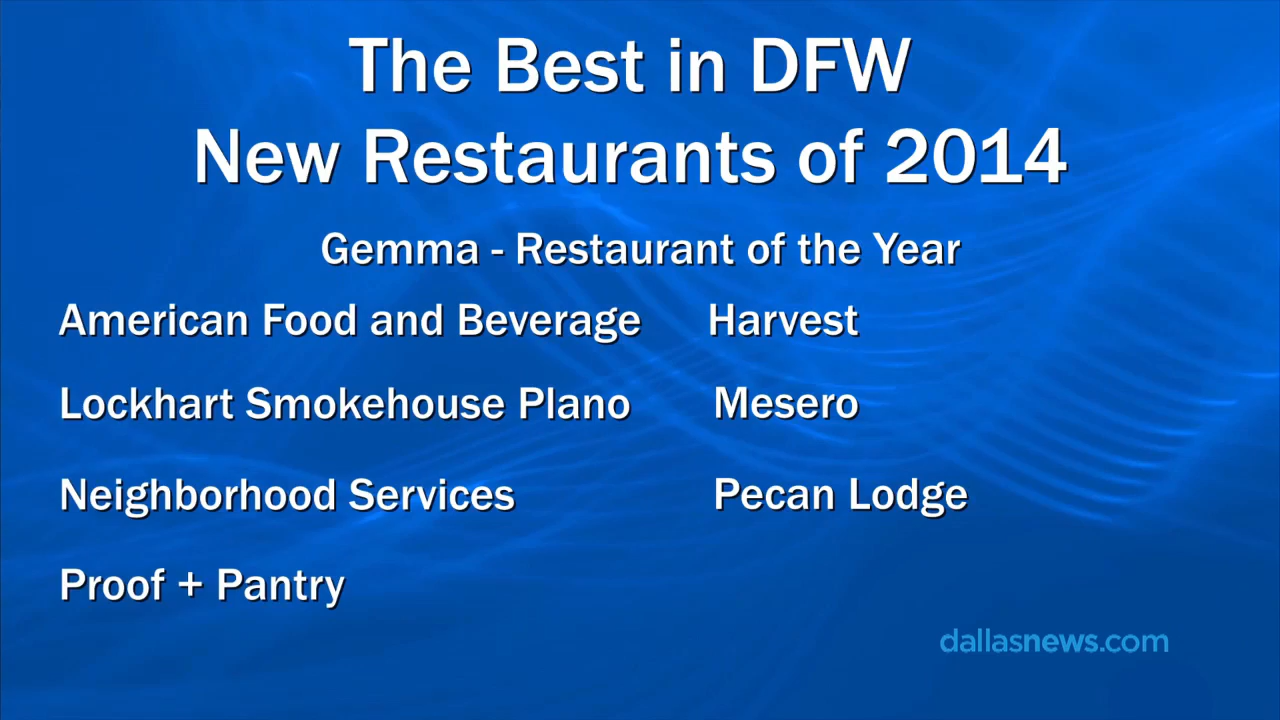 The Best in DFW
New Restaurants of 2014
Gemma - Restaurant of the Year
American Food and Beverage
Harvest
Lockhart Smokehouse Plano
Mesero
Neighborhood Services
Pecan Lodge
Proof + Pantry
dallasnews.com